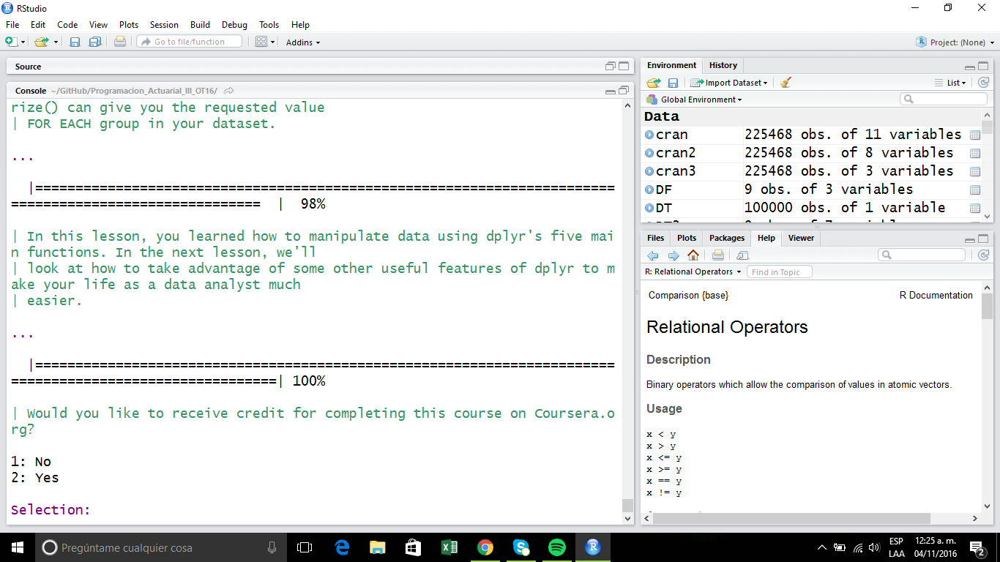 RStudio
File Edit Code View Plots Session Build Debug Tools Help
Go to file/function Addins Project: (None)
Source
Console ~/GitHub/Programacion_Actuarial_III_OT16/
rize() can give you the requested value
| FOR EACH group in your dataset.
...
|========================================================================
=============================== | 98%
| In this lesson, you learned how to manipulate data using dplyr's five mai
n functions. In the next lesson, we'll
| look at how to take advantage of some other useful features of dplyr to m
ake your life as a data analyst much
| easier.
...
|========================================================================
=================================| 100%
| Would you like to receive credit for completing this course on Coursera.o
rg?
1: No
2: Yes
Selection:
Environment History
Import Dataset List
Global Environment
Data
cran 225468 obs. of 11 variables
cran2 225468 obs. of 8 variables
cran3 225468 obs. of 3 variables
DF 9 obs. of 3 variables
DT 100000 obs. of 1 variable
Files Plots Packages Help Viewer
R: Relational Operators Find in Topic
Comparison {base} R Documentation
Relational Operators
Description
Binary operators which allow the comparison of values in atomic vectors.
Usage
x < y
x > y
x <= y
x >= y
x == y
x != y
Pregúntame cualquier cosa
ESP 12:25 a. m.
LAA 04/11/2016
2